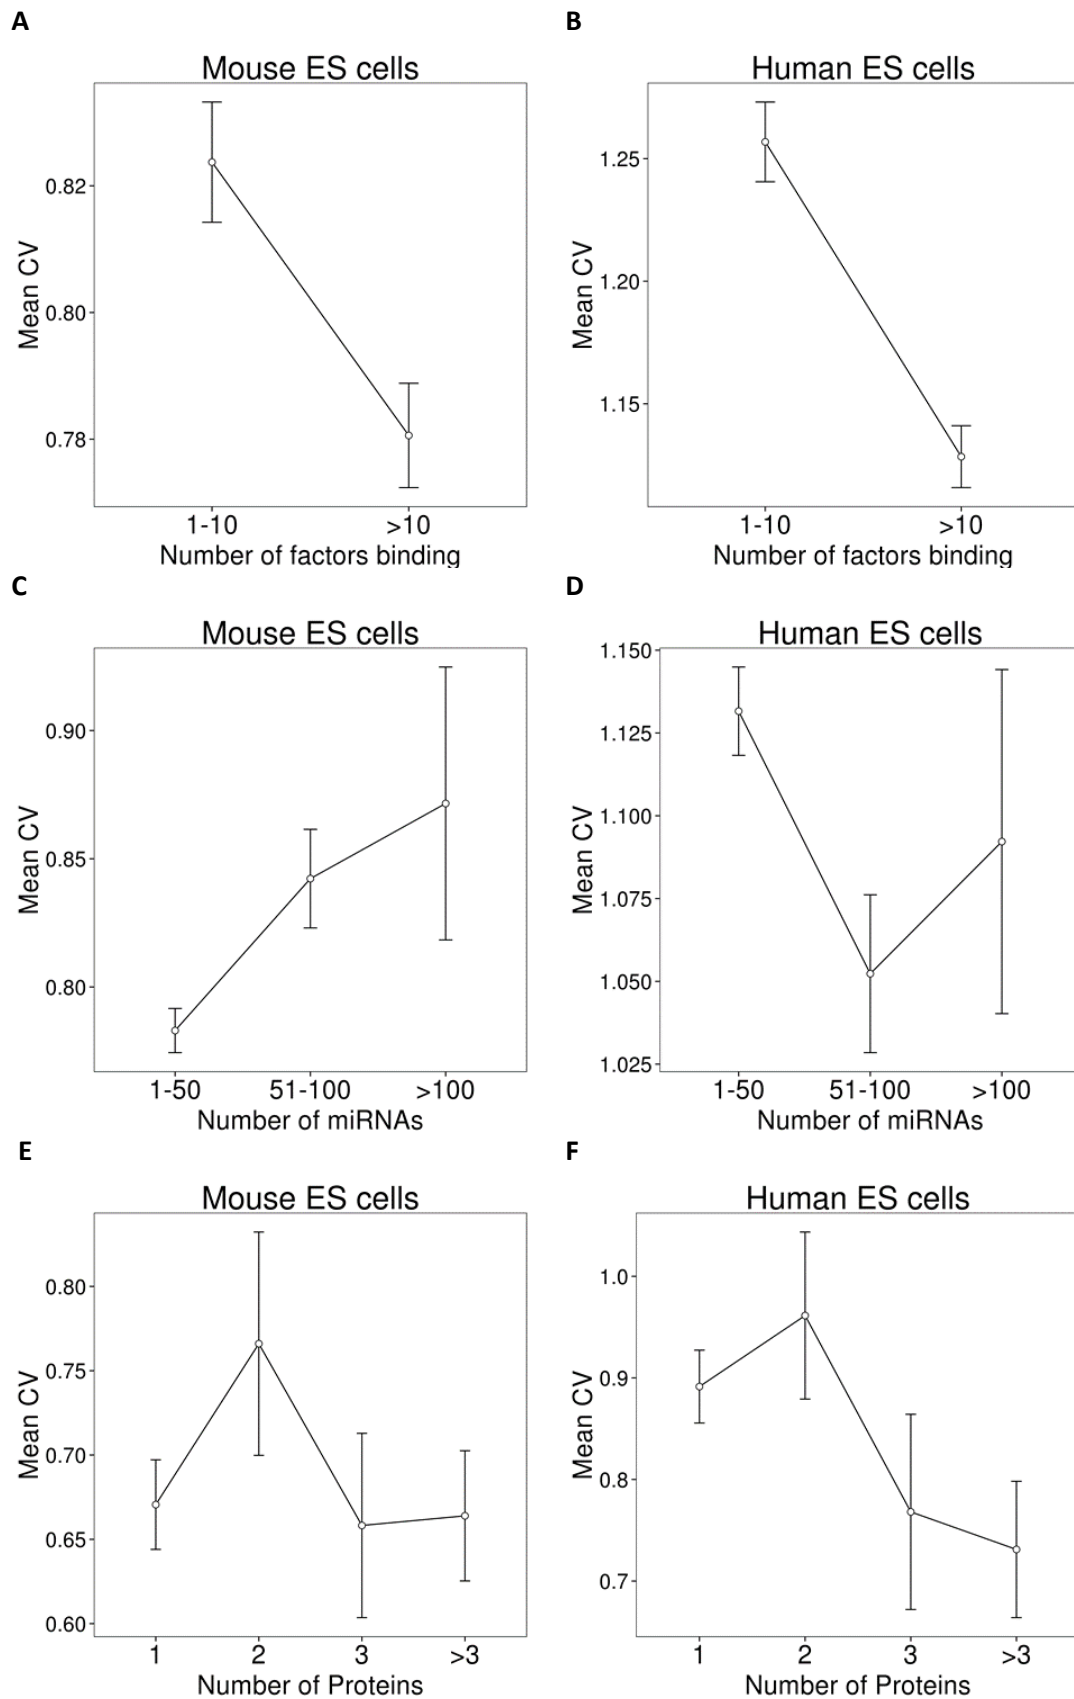 A
Mouse ES cells
Mean CV
0.82
0.80
0.78
1-10 >10
Number of factors binding
B
Human ES cells
Mean CV
1.25
1.20
1.15
1-10 >10
Number of factors binding
C
Mouse ES cells
Mean CV
0.90
0.85
0.80
1-50 51-100 >100
Number of miRNAs
D
Human ES cells
Mean CV
1.150
1.125
1.100
1.075
1.050
1.025
1-50 51-100 >100
Number of miRNAs
E
Mouse ES cells
Mean CV
0.80
0.75
0.70
0.65
0.60
1 2 3 >3
Number of Proteins
F
Human ES cells
Mean CV
1.0
0.9
0.8
0.7
1 2 3 >3
Number of Proteins